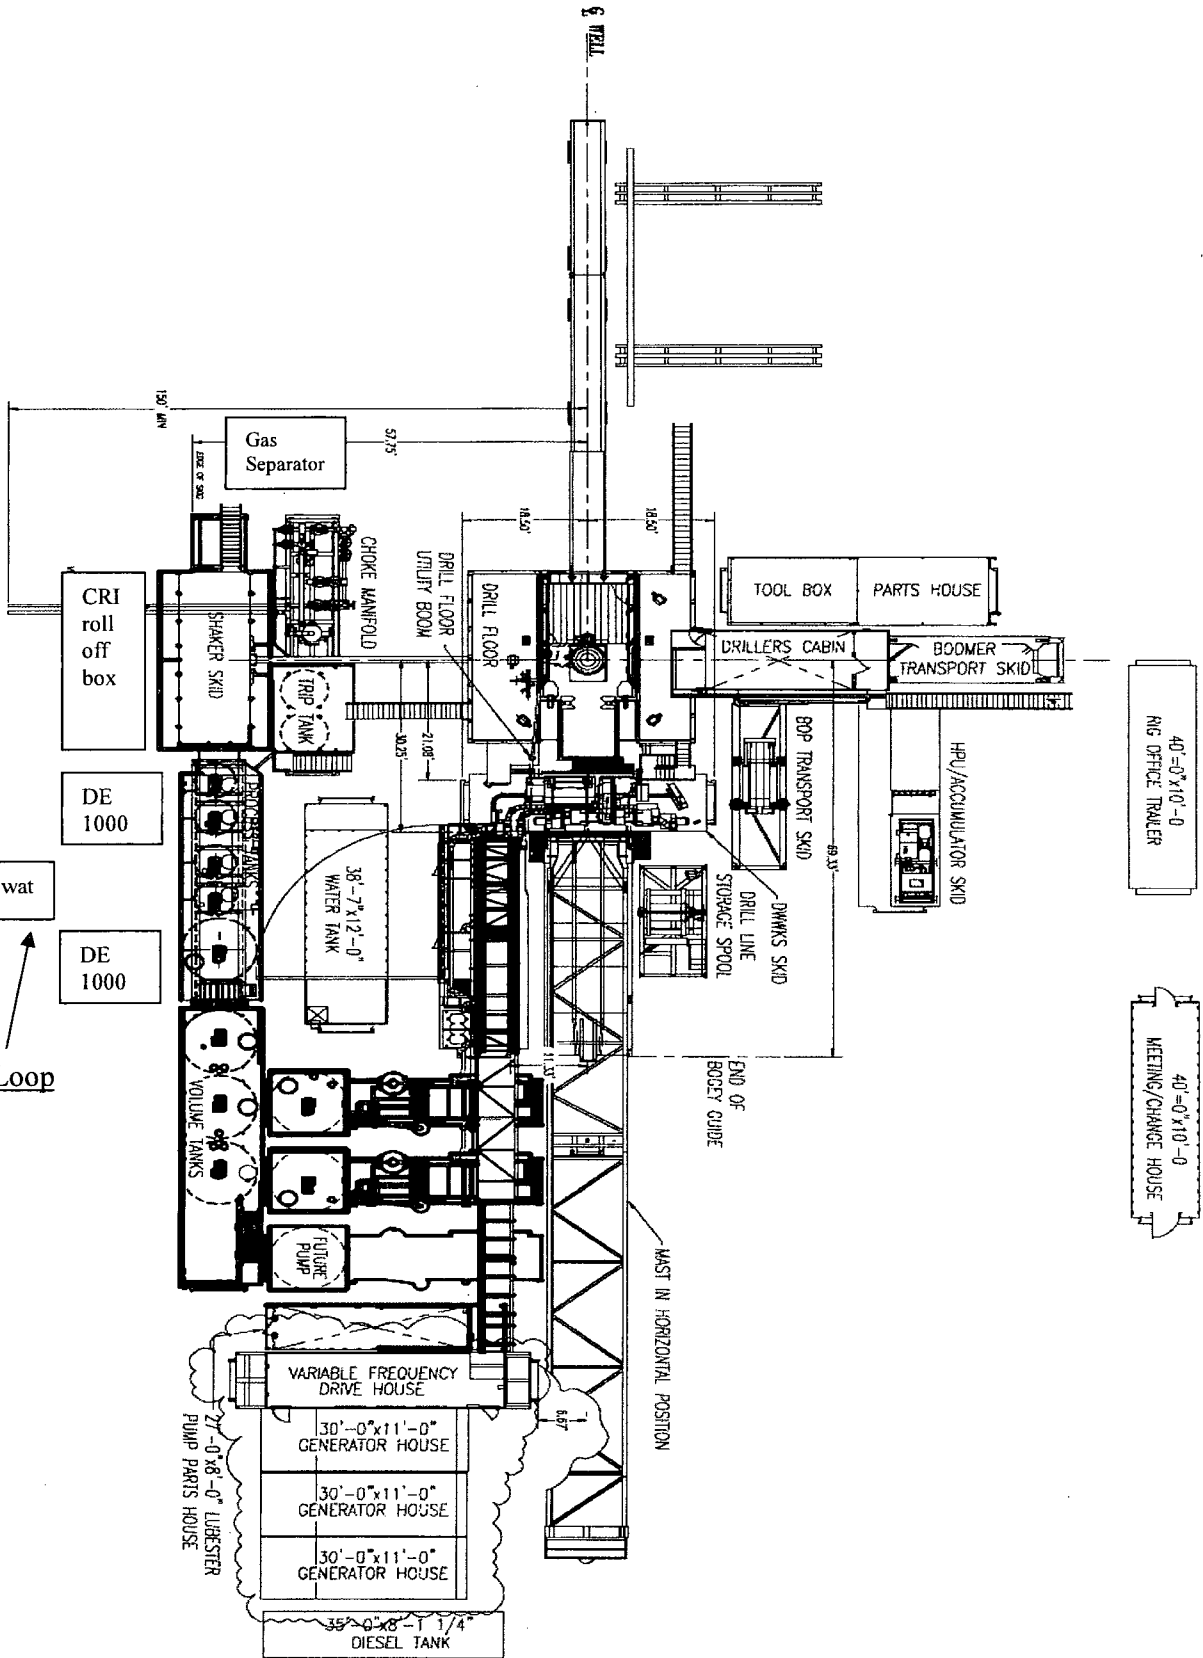 ℄ WELL
150' MIN
57.75'
Gas
Separator
EDGE OF SKID
18.50'
18.50'
CHOKE MANIFOLD
DRILL FLOOR
UTILITY BOOM
DRILL FLOOR
TOOL BOX
PARTS HOUSE
CRI
roll
off
box
SHAKER SKID
TRIP TANK
DRILLERS CABIN
BOOMER
TRANSPORT SKID
40'=0"x10'-0
RIG OFFICE TRAILER
30.25'
21.08'
BOP TRANSPORT SKID
HPU/ACCUMULATOR SKID
69.33'
DE
1000
PROCESS TANKS
38'-7"x12'-0"
WATER TANK
DWWKS SKID
DRILL LINE
STORAGE SPOOL
wat
DE
1000
Loop
11.33'
END OF
BOGEY GUIDE
40'=0"x10'-0
MEETING/CHANGE HOUSE
VOLUME TANKS
FUTURE
PUMP
MAST IN HORIZONTAL POSITION
VARIABLE FREQUENCY
DRIVE HOUSE
6.67'
27'-0"x8'-0" LUBESTER
PUMP PARTS HOUSE
30'-0"x11'-0"
GENERATOR HOUSE
30'-0"x11'-0"
GENERATOR HOUSE
30'-0"x11'-0"
GENERATOR HOUSE
35'-0"x8'-1 1/4"
DIESEL TANK